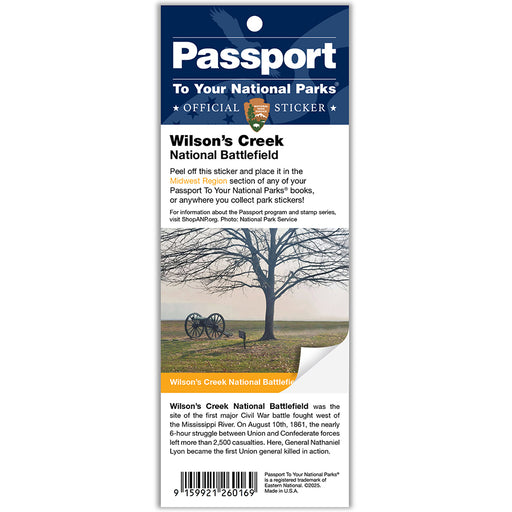 Passport
To Your National Parks®
★ OFFICIAL STICKER ★
Wilson's Creek
National Battlefield
Peel off this sticker and place it in the
Midwest Region section of any of your
Passport To Your National Parks® books,
or anywhere you collect park stickers!
For information about the Passport program and stamp series,
visit ShopANP.org. Photo: National Park Service
Wilson's Creek National Battlefie
Wilson's Creek National Battlefield was the
site of the first major Civil War battle fought west of
the Mississippi River. On August 10th, 1861, the nearly
6-hour struggle between Union and Confederate forces
left more than 2,500 casualties. Here, General Nathaniel
Lyon became the first Union general killed in action.
9 159921 260169
Passport To Your National Parks®
is a registered trademark of
Eastern National. ©2025.
Made in U.S.A.